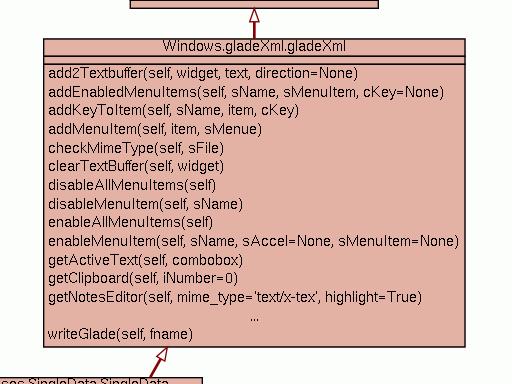 Windows.gladeXml.gladeXml
add2Textbuffer(self, widget, text, direction=None)
addEnabledMenuItems(self, sName, sMenuItem, cKey=None)
addKeyToItem(self, sName, item, cKey)
addMenuItem(self, item, sMenue)
checkMimeType(self, sFile)
clearTextBuffer(self, widget)
disableAllMenuItems(self)
disableMenuItem(self, sName)
enableAllMenuItems(self)
enableMenuItem(self, sName, sAccel=None, sMenuItem=None)
getActiveText(self, combobox)
getClipboard(self, iNumber=0)
getNotesEditor(self, mime_type='text/x-tex', highlight=True)
...
writeGlade(self, fname)
SingleData.SingleData